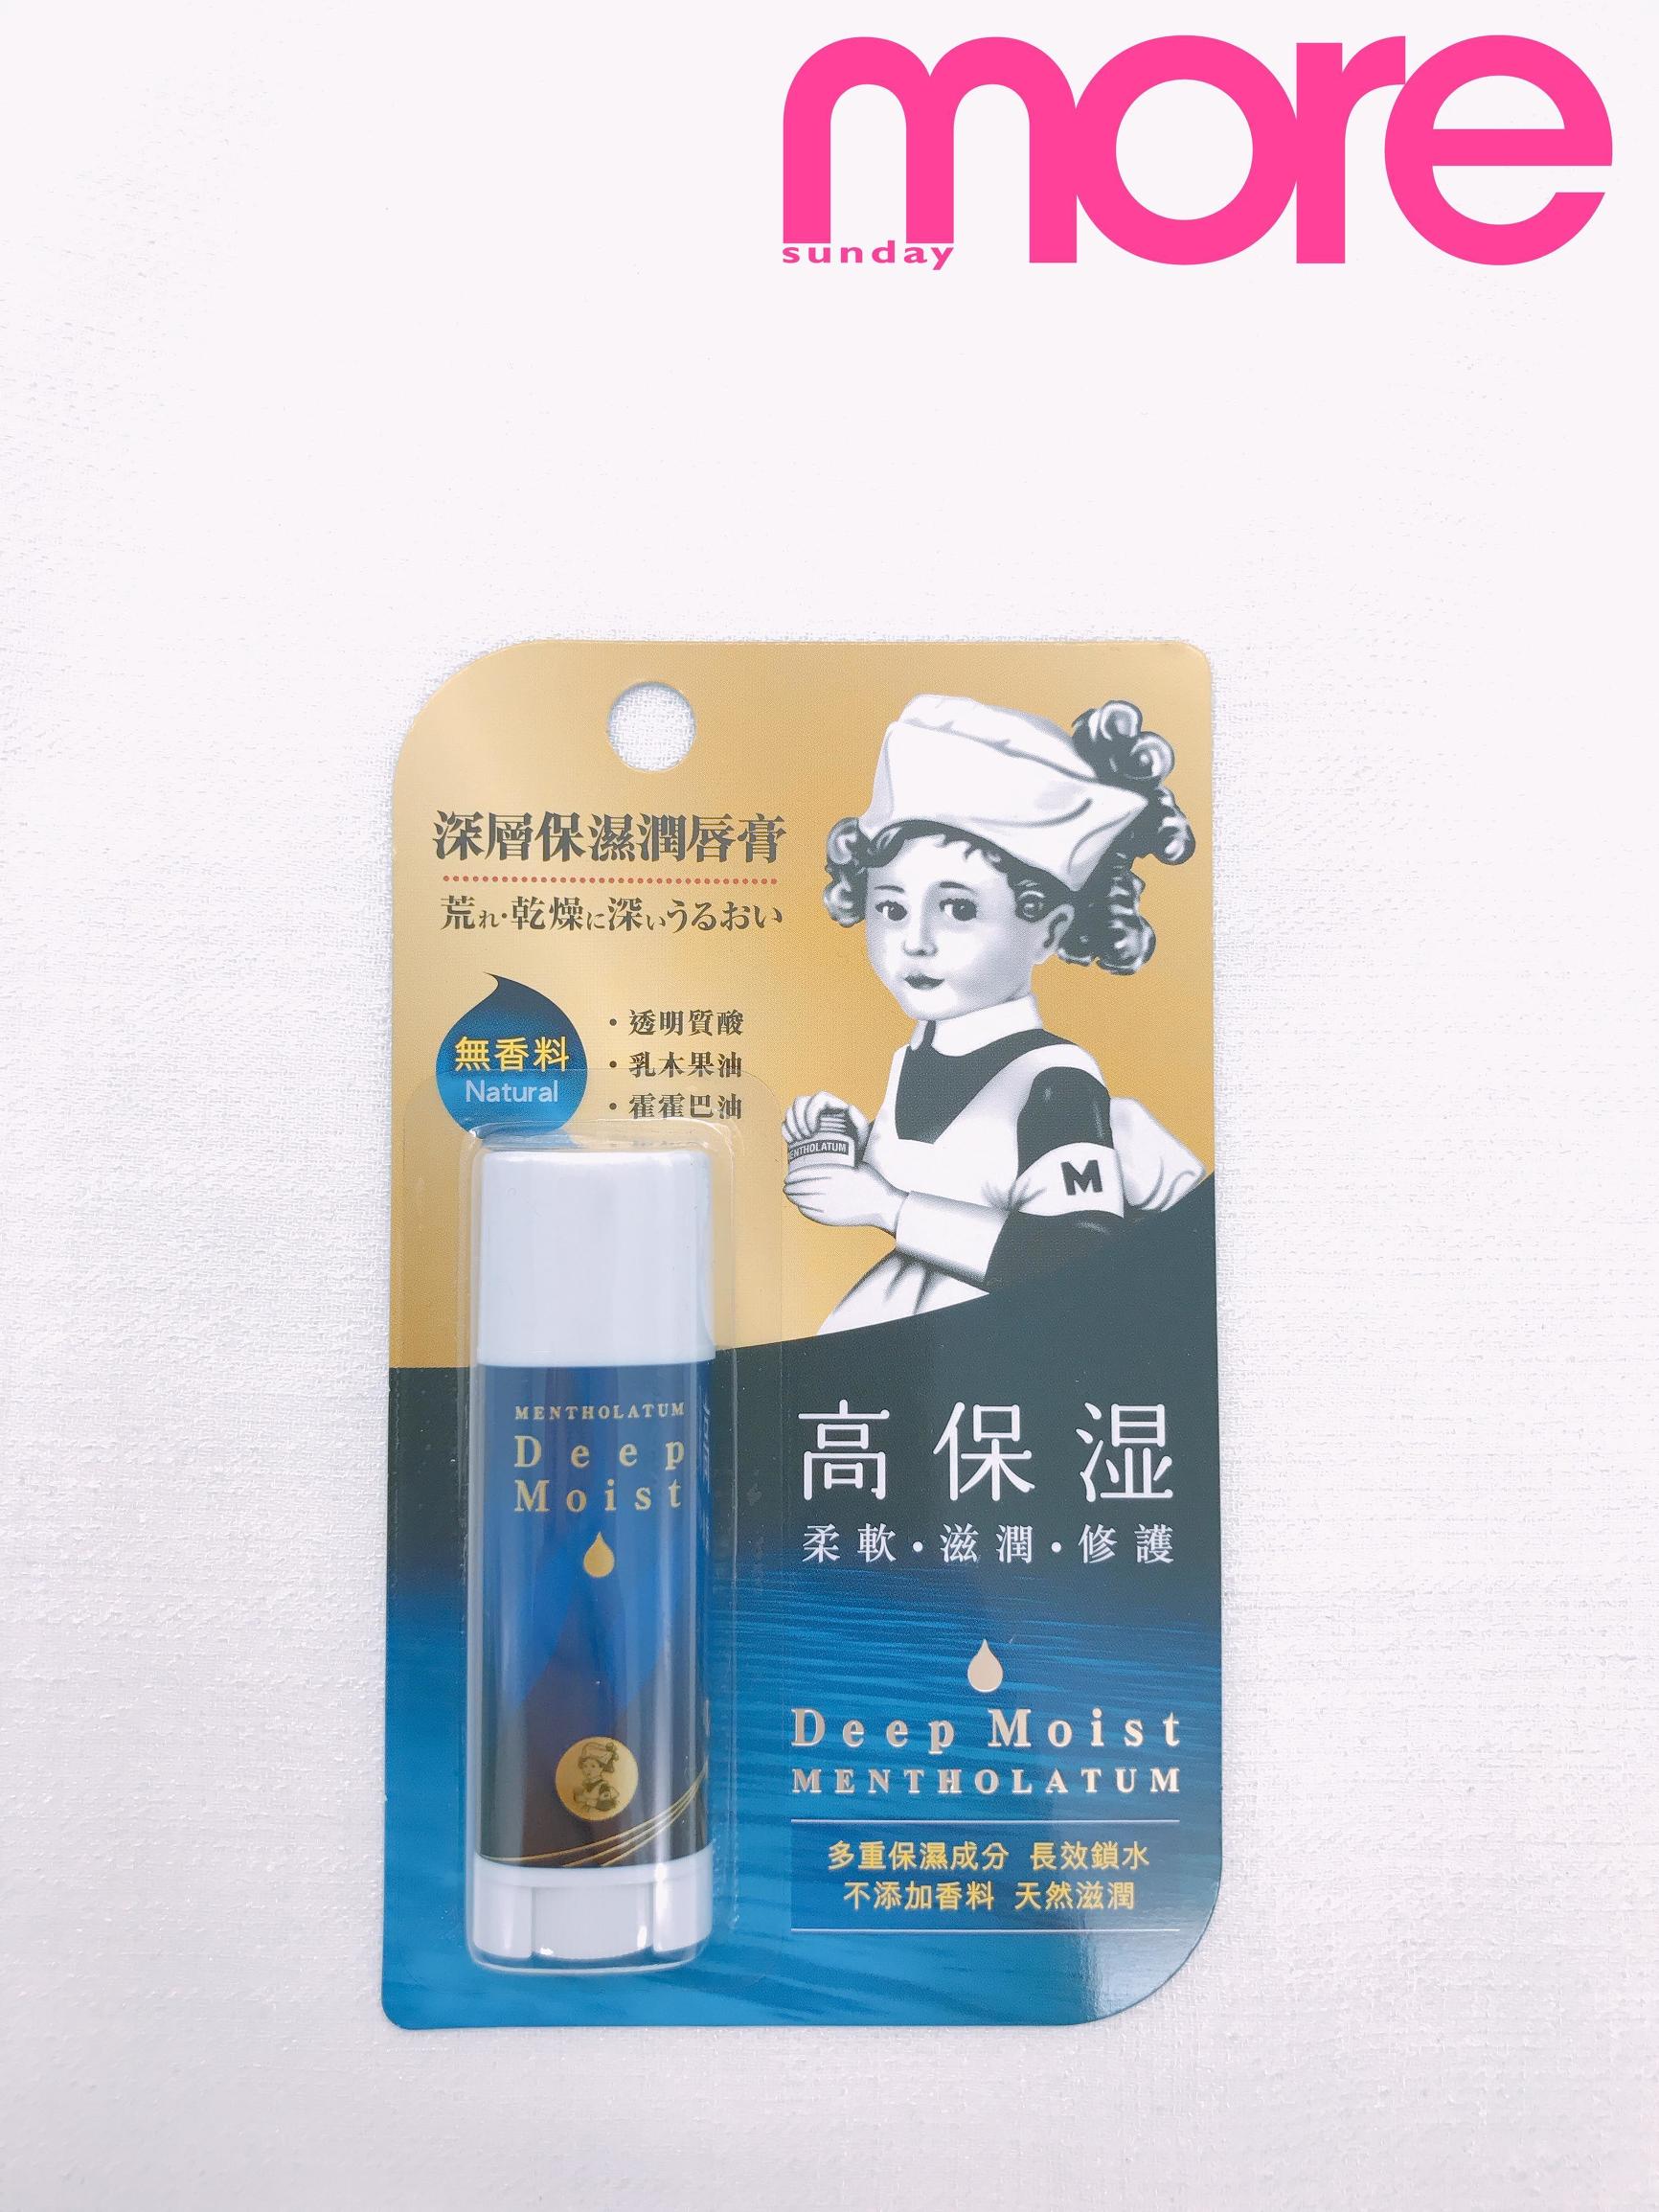 more
sunday
深層保濕潤唇膏
荒れ·乾燥に深いうるおい
無香料
Natural
・透明質酸
・乳木果油
・霍霍巴油
MENTHOLATUM
M
MENTHOLATUM
Deep
Moist
高保湿
柔軟・滋潤・修護
Deep Moist
MENTHOLATUM
多重保濕成分 長效鎖水
不添加香料 天然滋潤